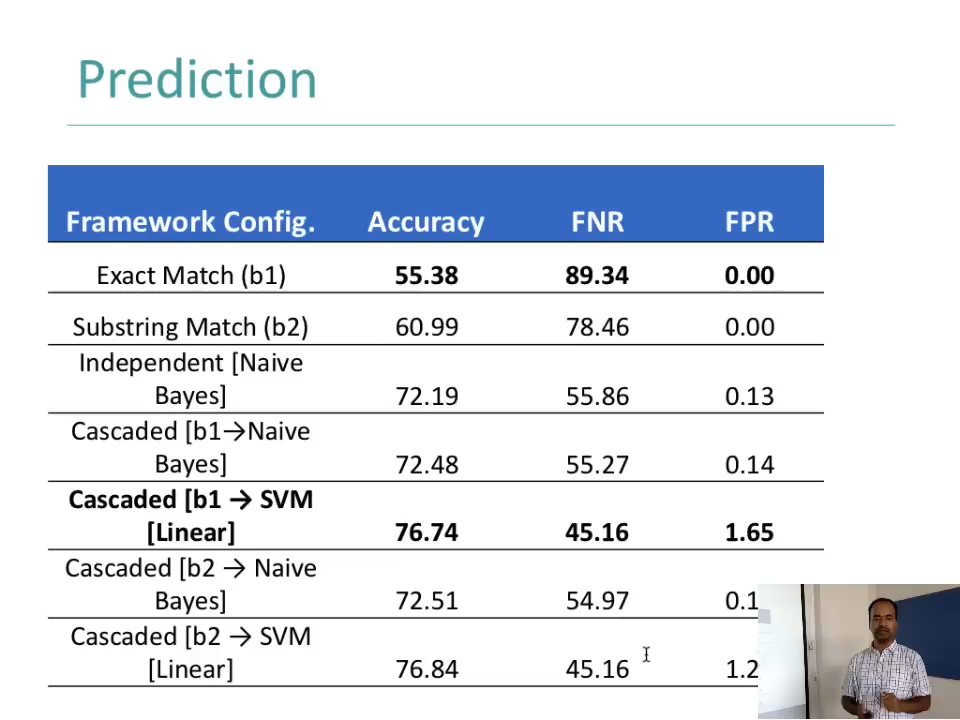 Prediction
Framework Config. Accuracy FNR FPR
Exact Match (b1) 55.38 89.34 0.00
Substring Match (b2) 60.99 78.46 0.00
Independent [Naive
Bayes] 72.19 55.86 0.13
Cascaded [b1→Naive
Bayes] 72.48 55.27 0.14
Cascaded [b1 → SVM
[Linear] 76.74 45.16 1.65
Cascaded [b2 → Naive
Bayes] 72.51 54.97
Cascaded [b2 → SVM
[Linear] 76.84 45.16